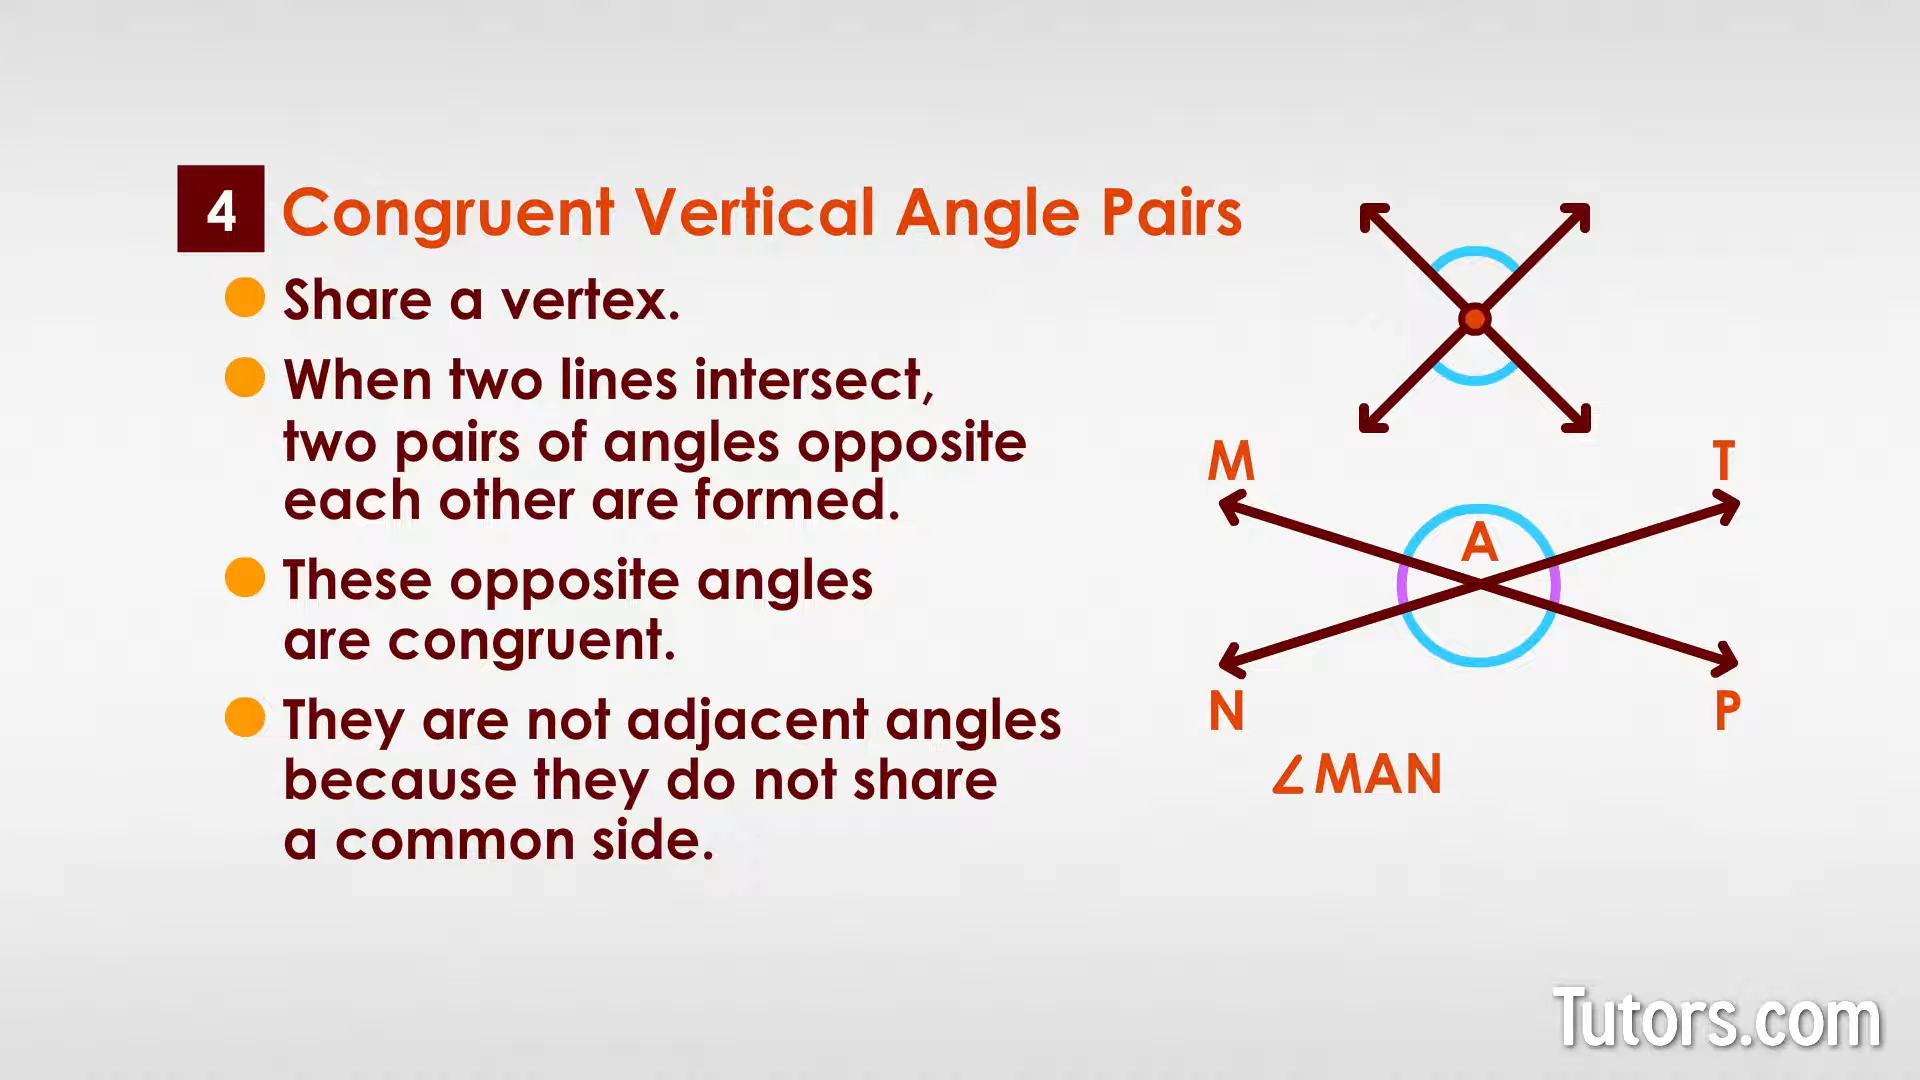 4 Congruent Vertical Angle Pairs
Share a vertex.
When two lines intersect,
two pairs of angles opposite
each other are formed.
These opposite angles
are congruent.
They are not adjacent angles
because they do not share
a common side.
M T
A
N P
∠MAN
Tutors.com